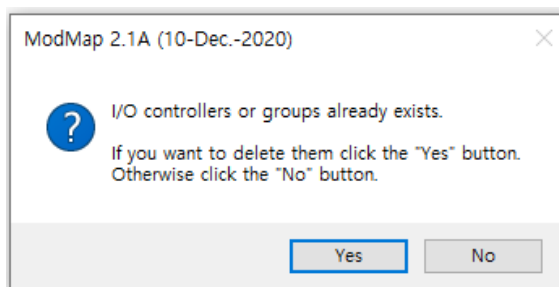 ModMap 2.1A (10-Dec.-2020)
I/O controllers or groups already exists.
If you want to delete them click the "Yes" button.
Otherwise click the "No" button.
Yes
No